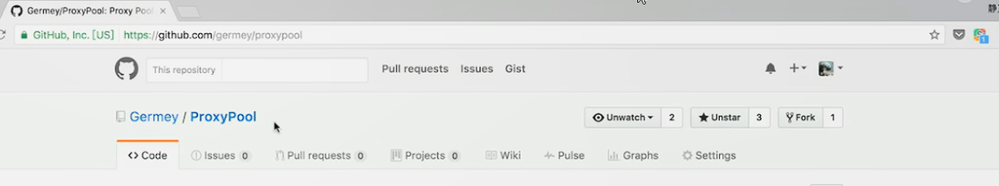 Germey/ProxyPool: Proxy Pool
GitHub, Inc. [US] https://github.com/germey/proxypool
This repository Pull requests Issues Gist
Germey / ProxyPool Unwatch 2 Unstar 3 Fork 1
Code Issues 0 Pull requests 0 Projects 0 Wiki Pulse Graphs Settings